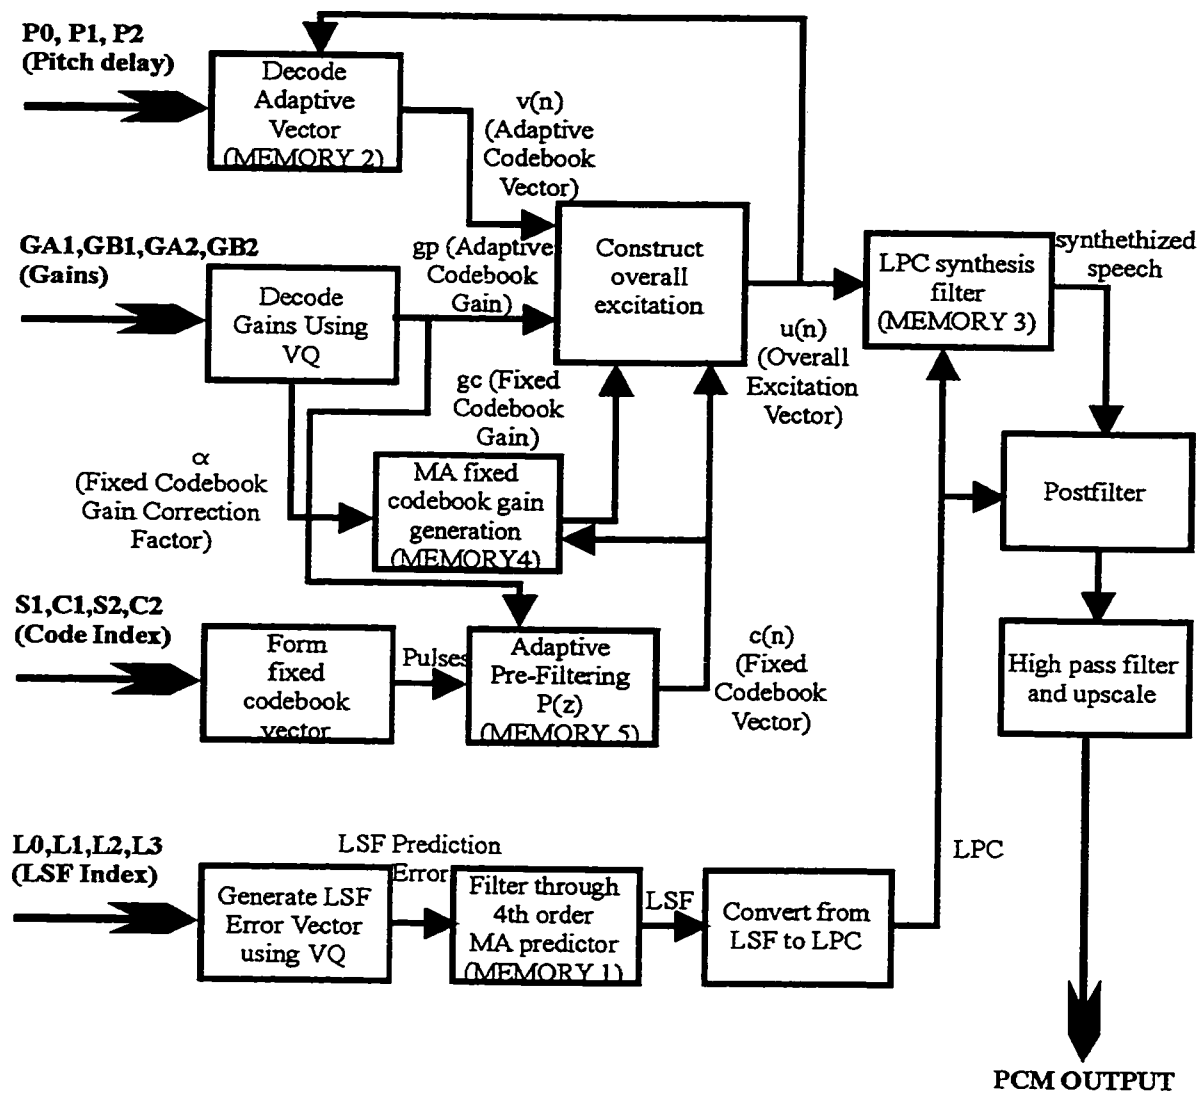 P0, P1, P2
(Pitch delay)
Decode
Adaptive
Vector
(MEMORY 2)
v(n)
(Adaptive
Codebook
Vector)
GA1,GB1,GA2,GB2
(Gains)
Decode
Gains Using
VQ
gp (Adaptive
Codebook
Gain)
Construct
overall
excitation
LPC synthesis
filter
(MEMORY 3)
synthethized
speech
u(n)
(Overall
Excitation
Vector)
gc (Fixed
Codebook
Gain)
α
(Fixed Codebook
Gain Correction
Factor)
MA fixed
codebook gain
generation
(MEMORY4)
Postfilter
S1,C1,S2,C2
(Code Index)
Form
fixed
codebook
vector
Pulses
Adaptive
Pre-Filtering
P(z)
(MEMORY 5)
c(n)
(Fixed
Codebook
Vector)
High pass filter
and upscale
L0,L1,L2,L3
(LSF Index)
Generate LSF
Error Vector
using VQ
LSF Prediction
Error
Filter through
4th order
MA predictor
(MEMORY 1)
LSF
Convert from
LSF to LPC
LPC
PCM OUTPUT